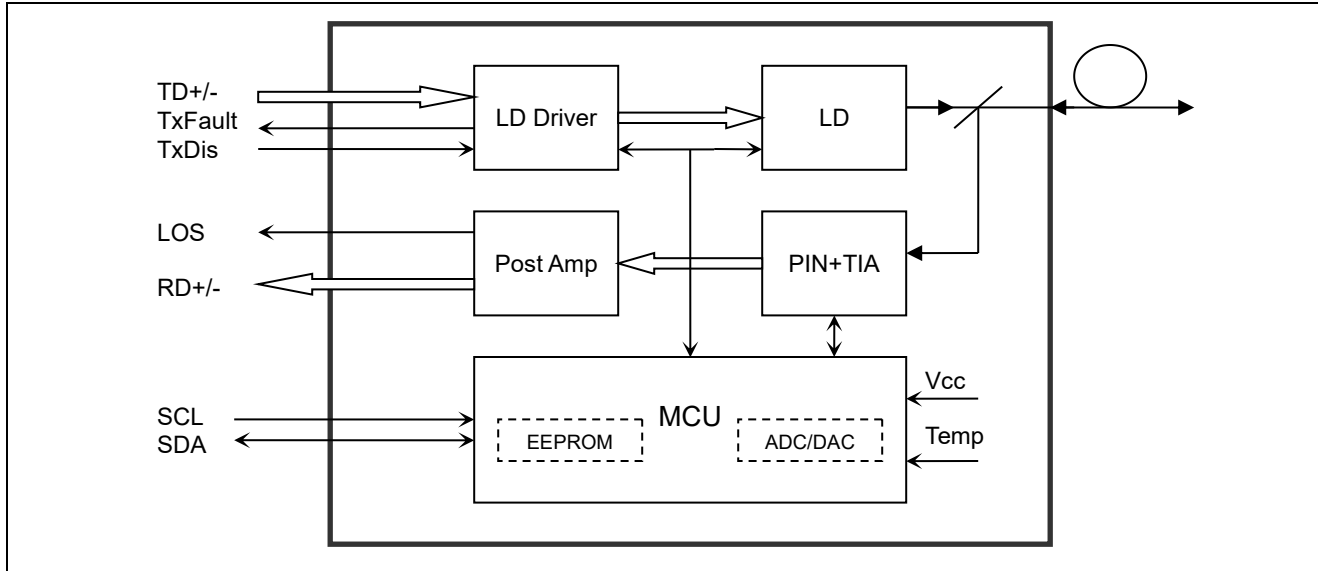 TD+/-
TxFault
TxDis
LD Driver
LD
LOS
RD+/-
Post Amp
PIN+TIA
SCL
SDA
MCU
EEPROM
ADC/DAC
Vcc
Temp